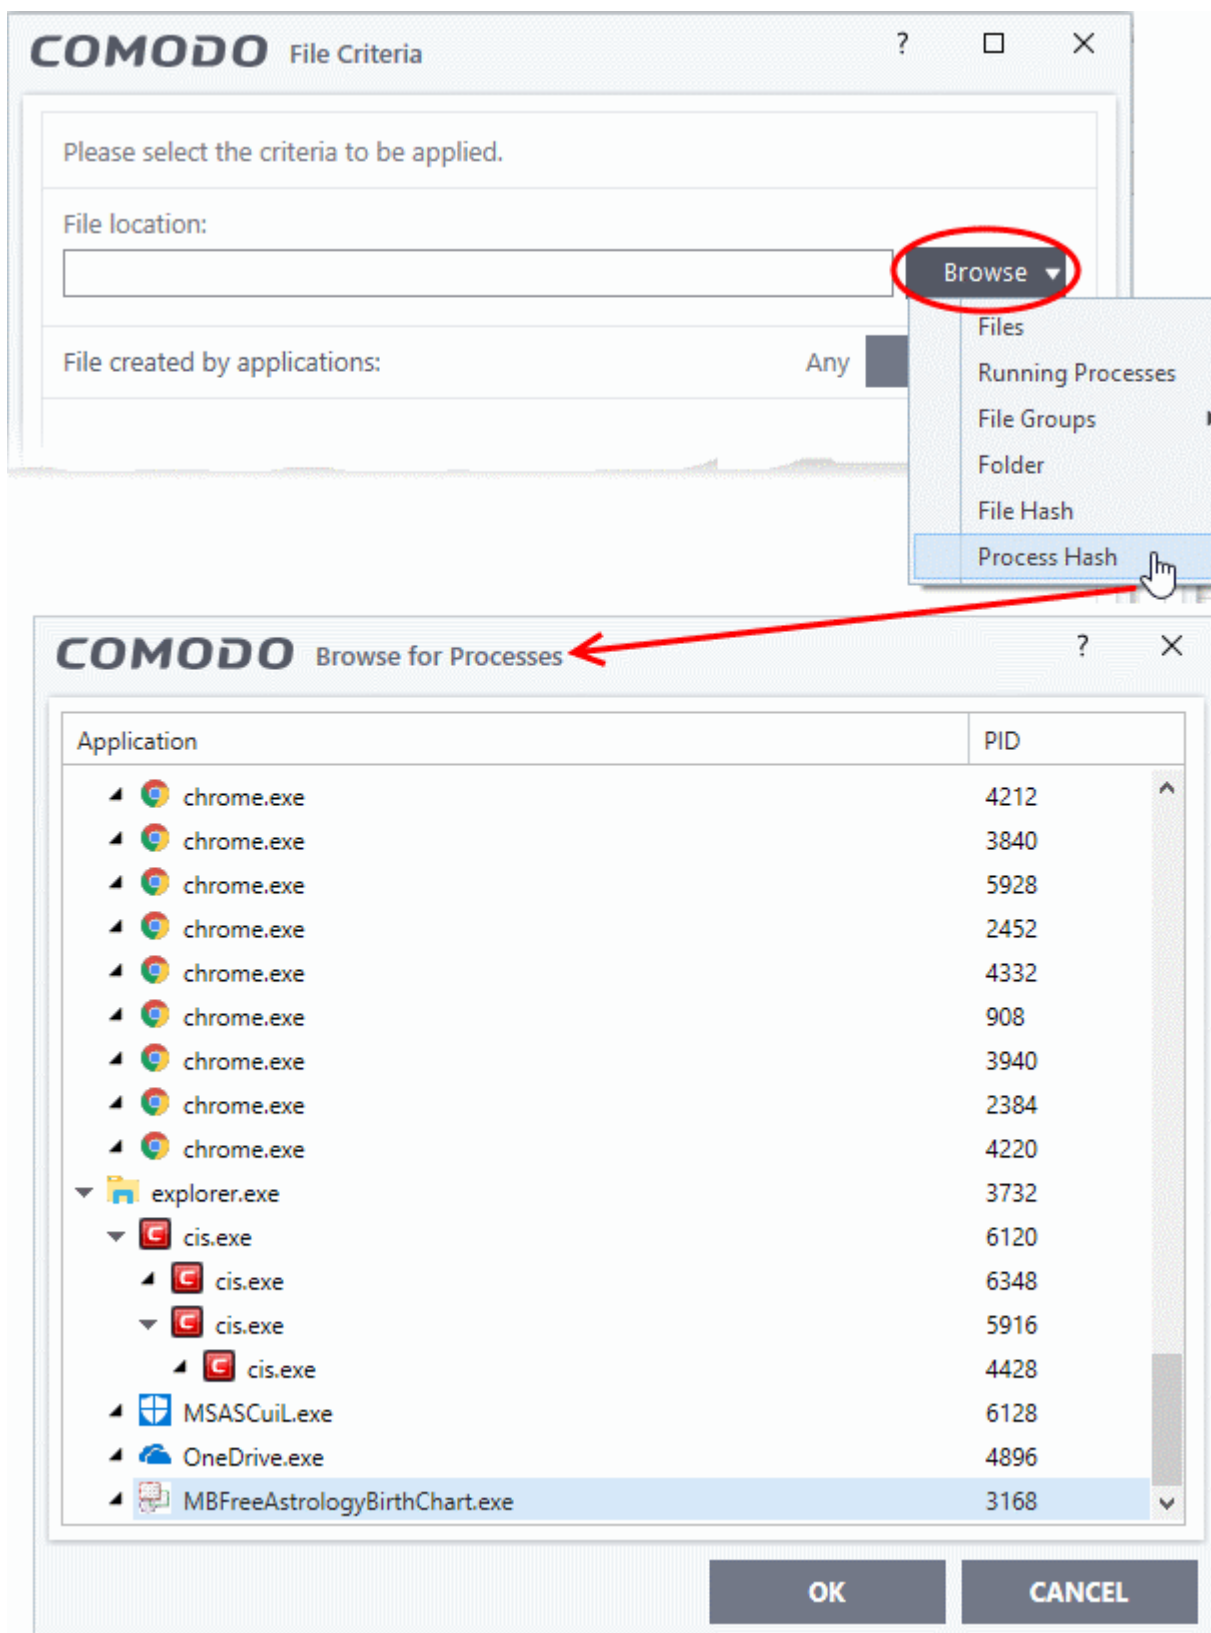 COMODO File Criteria ?
Please select the criteria to be applied.
File location:
Browse
Files
File created by applications: Any
Running Processes
File Groups
Folder
File Hash
Process Hash
COMODO Browse for Processes ?
Application PID
chrome.exe 4212
chrome.exe 3840
chrome.exe 5928
chrome.exe 2452
chrome.exe 4332
chrome.exe 908
chrome.exe 3940
chrome.exe 2384
chrome.exe 4220
explorer.exe 3732
cis.exe 6120
cis.exe 6348
cis.exe 5916
cis.exe 4428
MSASCuiL.exe 6128
OneDrive.exe 4896
MBFreeAstrologyBirthChart.exe 3168
OK CANCEL